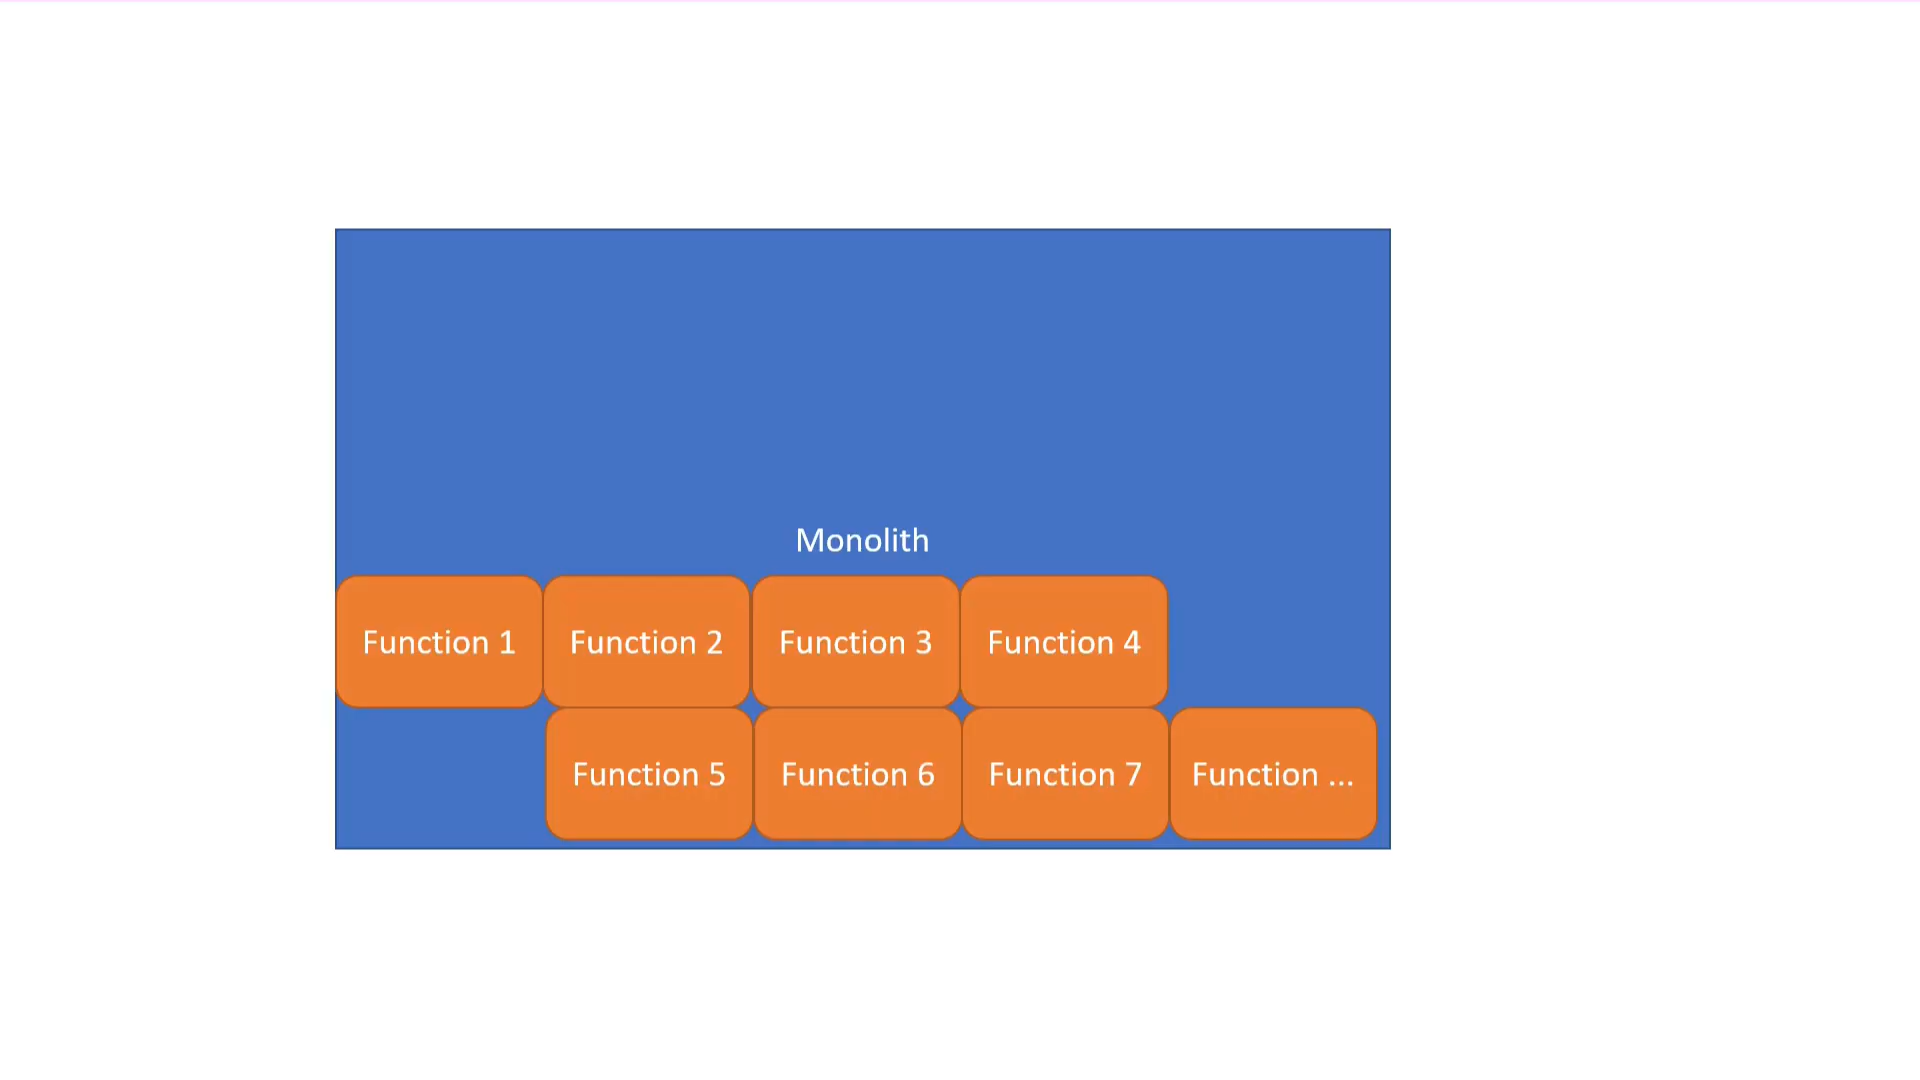 Monolith
Function 1
Function 2
Function 3
Function 4
Function 5
Function 6
Function 7
Function ...